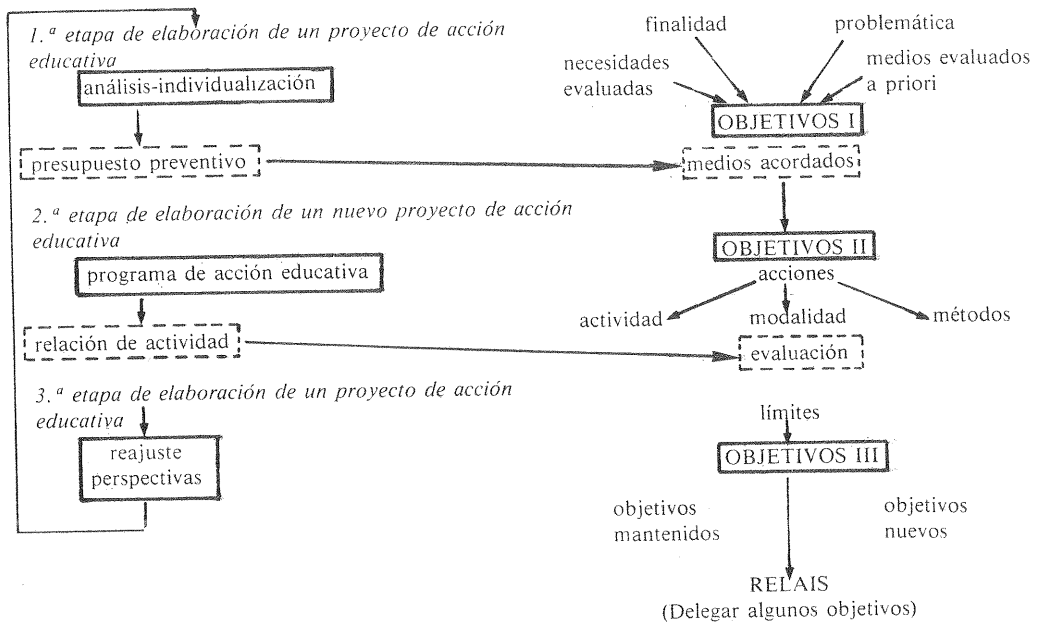 1.ª etapa de elaboración de un proyecto de acción
educativa
análisis-individualización
presupuesto preventivo
2.ª etapa de elaboración de un nuevo proyecto de acción
educativa
programa de acción educativa
relación de actividad
3.ª etapa de elaboración de un proyecto de acción
educativa
reajuste
perspectivas
finalidad
problemática
necesidades
evaluadas
medios evaluados
a priori
OBJETIVOS I
medios acordados
OBJETIVOS II
acciones
actividad
modalidad
métodos
evaluación
límites
OBJETIVOS III
objetivos
mantenidos
objetivos
nuevos
RELAIS
(Delegar algunos objetivos)